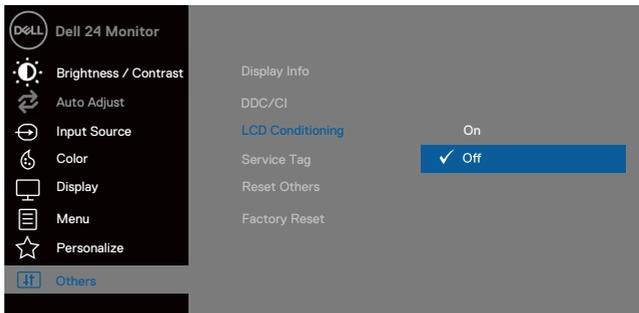 DELL Dell 24 Monitor
Brightness / Contrast
Auto Adjust
Input Source
Color
Display
Menu
Personalize
Others
Display Info
DDC/CI
LCD Conditioning
Service Tag
Reset Others
Factory Reset
On
Off